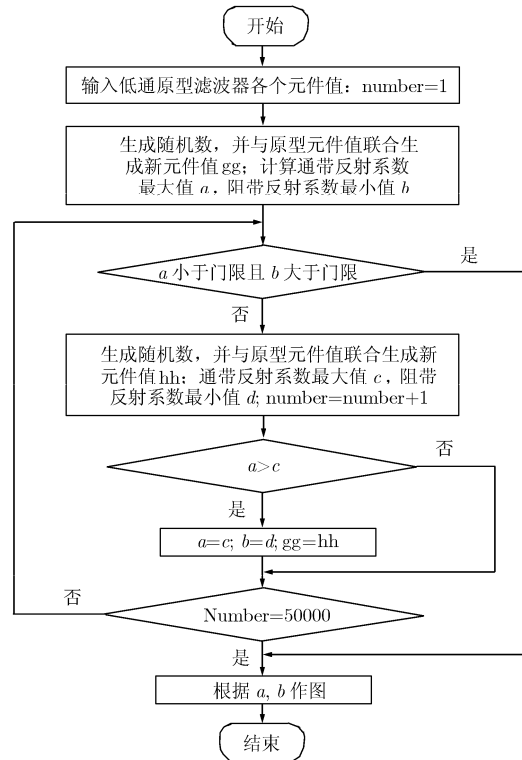 开始
输入低通原型滤波器各个元件值：number=1
生成随机数，并与原型元件值联合生
成新元件值gg；计算通带反射系数
最大值 a，阻带反射系数最小值 b
a 小于门限且 b 大于门限
是
否
生成随机数，并与原型元件值联合生成新
元件值hh；通带反射系数最大值 c，阻带
反射系数最小值 d; number=number+1
a>c
否
是
a=c; b=d; gg=hh
Number=50000
否
是
根据 a, b 作图
结束